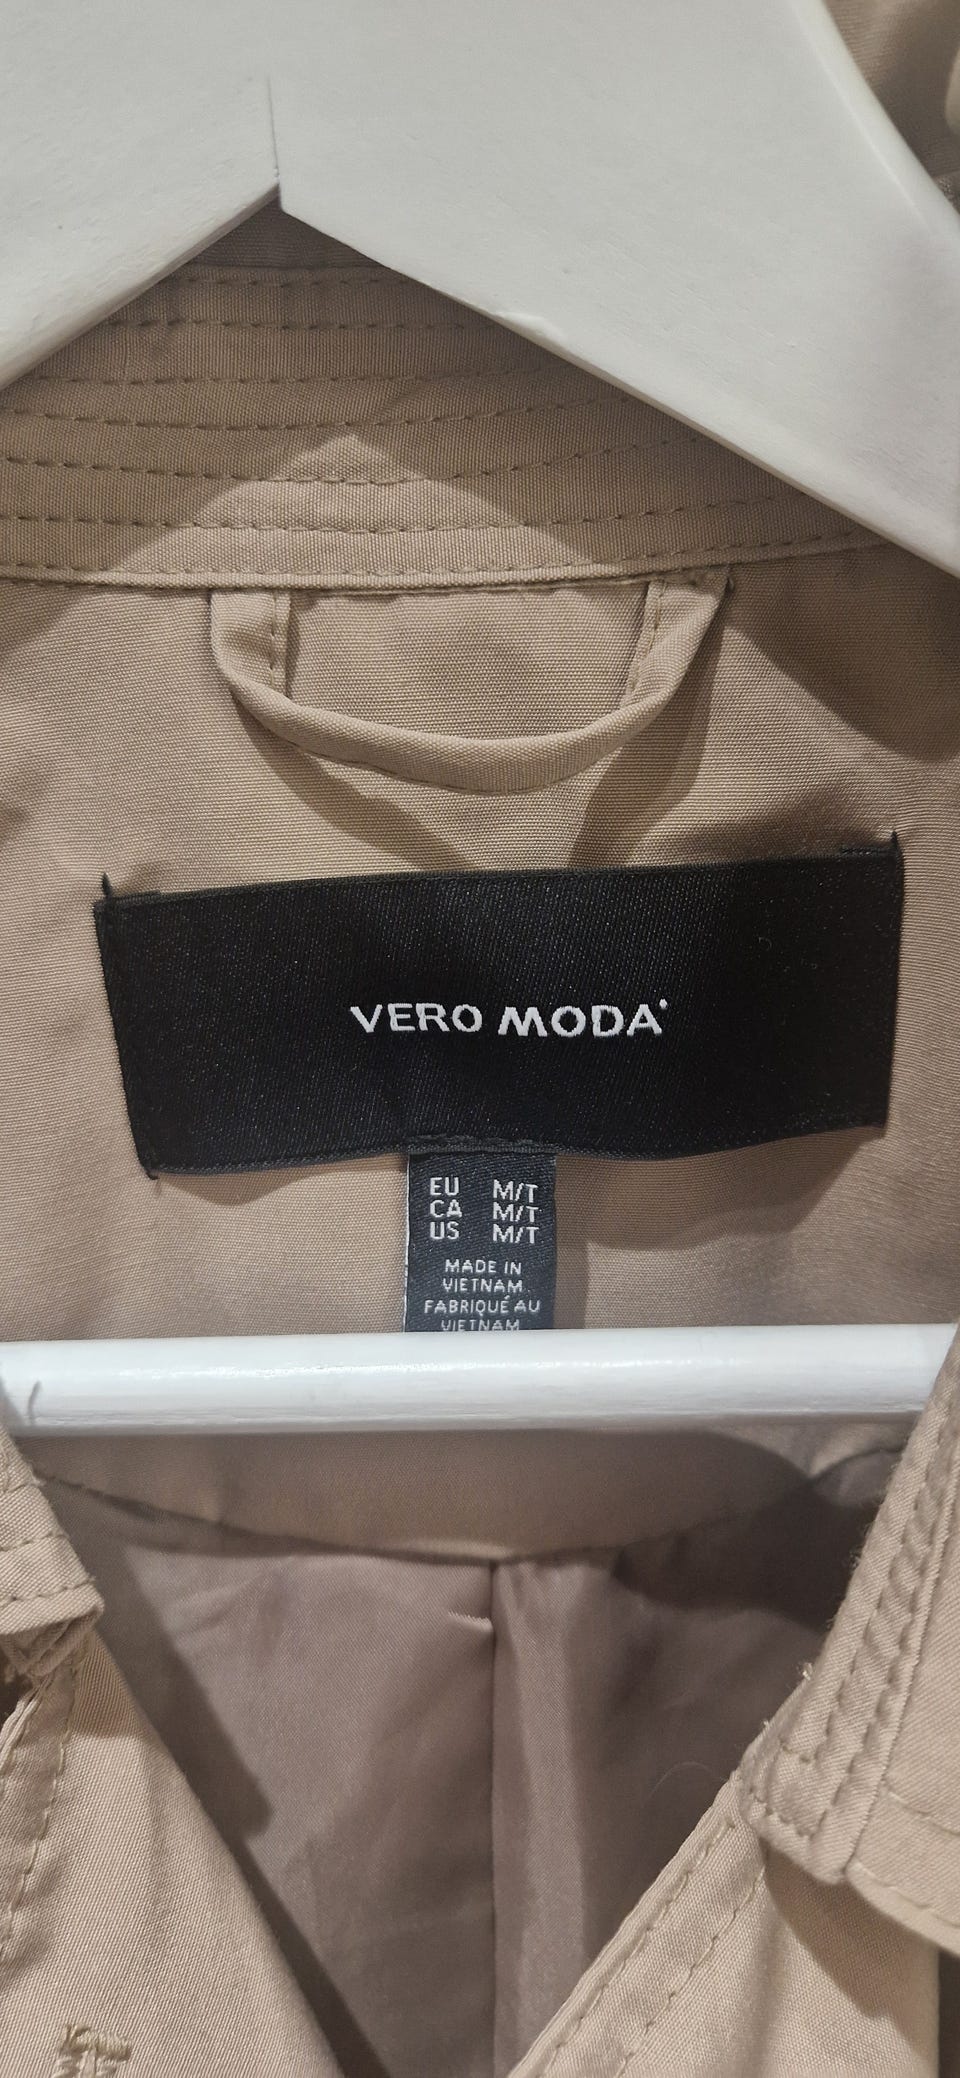 VERO MODA
EU M/T
CA M/T
US M/T
MADE IN
VIETNAM
FABRIQUÉ AU
VIETNAM